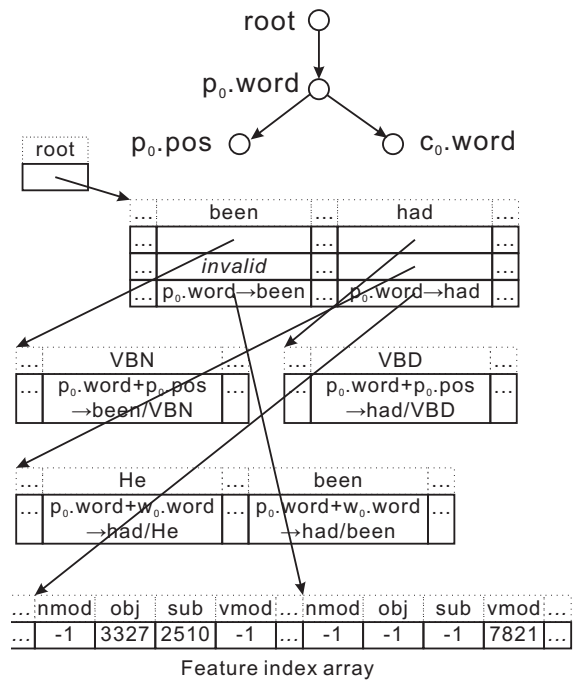 root
p₀.word
p₀.pos c₀.word
root
... been ... had ...
... ... ...
... invalid ... ...
... p₀.word→been ... p₀.word→had ...
... VBN ... ... VBD ...
... p₀.word+p₀.pos ... ... p₀.word+p₀.pos ...
→been/VBN →had/VBD
... He ... been ...
... p₀.word+w₀.word ... p₀.word+w₀.word ...
→had/He →had/been
... nmod obj sub vmod ... nmod obj sub vmod ...
... -1 3327 2510 -1 ... -1 -1 -1 7821 ...
Feature index array